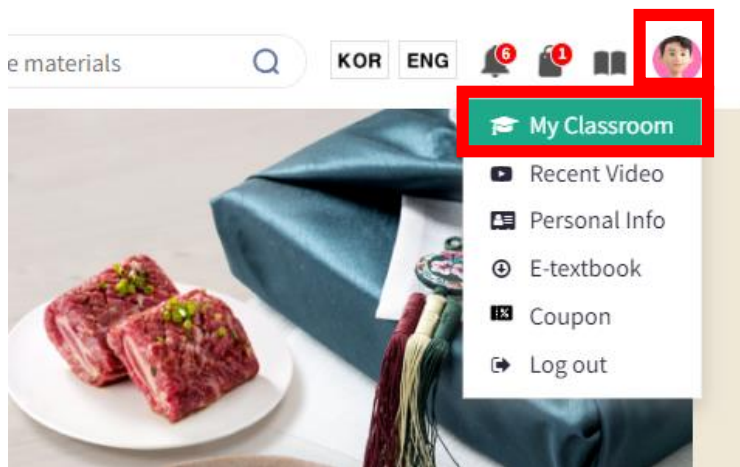 e materials
KOR ENG 6 1
My Classroom
Recent Video
Personal Info
E-textbook
Coupon
Log out